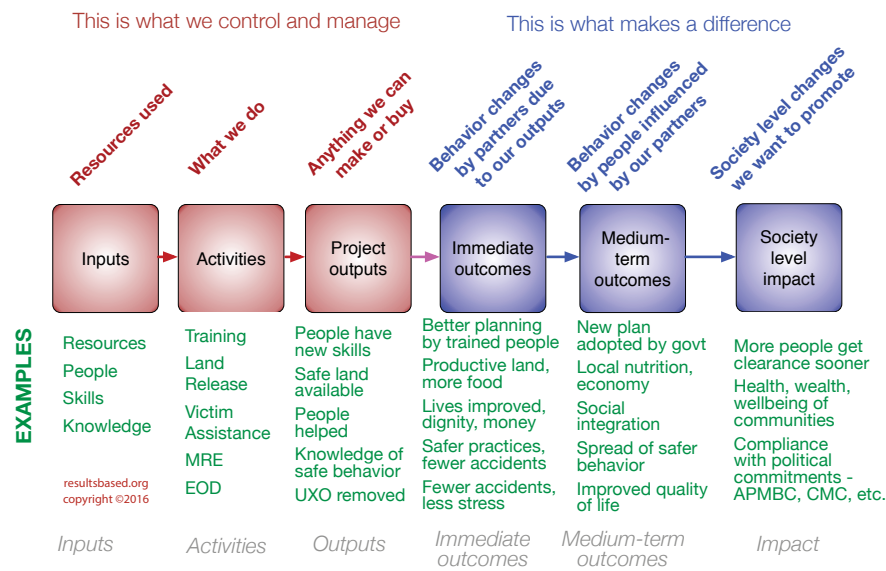 This is what we control and manage
This is what makes a difference
Resources used
What we do
Anything we can
make or buy
Behavior changes
by partners due
to our outputs
Behavior changes
by people influenced
by our partners
Society level changes
we want to promote
Inputs
Activities
Project
outputs
Immediate
outcomes
Medium-
term
outcomes
Society
level
impact
EXAMPLES
Resources
People
Skills
Knowledge
Training
Land
Release
Victim
Assistance
MRE
EOD
People have
new skills
Safe land
available
People
helped
Knowledge of
safe behavior
UXO removed
Better planning
by trained people
Productive land,
more food
Lives improved,
dignity, money
Safer practices,
fewer accidents
Fewer accidents,
less stress
New plan
adopted by govt
Local nutrition,
economy
Social
integration
Spread of safer
behavior
Improved quality
of life
More people get
clearance sooner
Health, wealth,
wellbeing of
communities
Compliance
with political
commitments -
APMBC, CMC, etc.
resultsbased.org
copyright ©2016
Inputs
Activities
Outputs
Immediate
outcomes
Medium-term
outcomes
Impact